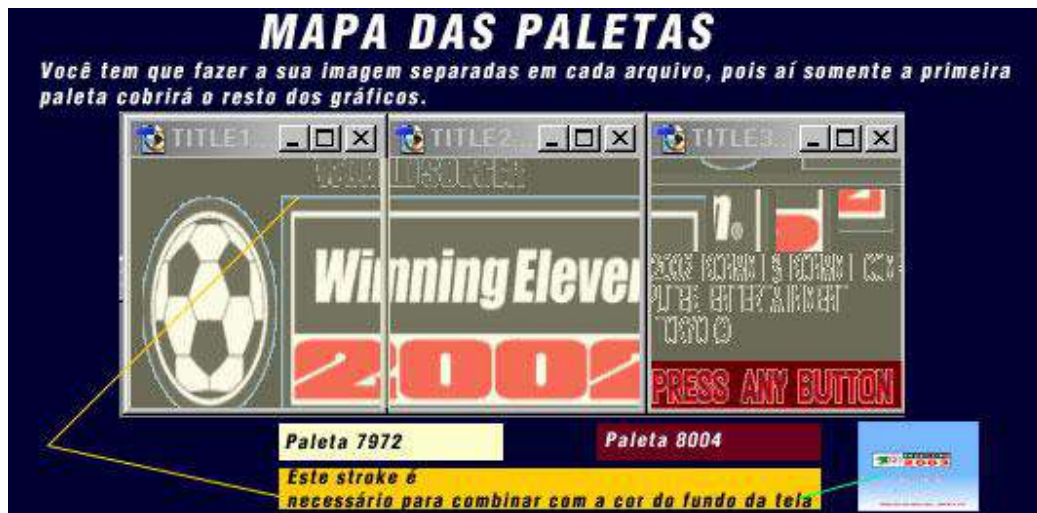 MAPA DAS PALETAS
Você tem que fazer a sua imagem separadas em cada arquivo, pois aí somente a primeira
paleta cobrirá o resto dos gráficos.
TITLE1...
TITLE2...
TITLE3...
WORLD SOCCER
Winning Eleven
2002
PRESS ANY BUTTON
Paleta 7972
Paleta 8004
Este stroke é
necessário para combinar com a cor do fundo da tela